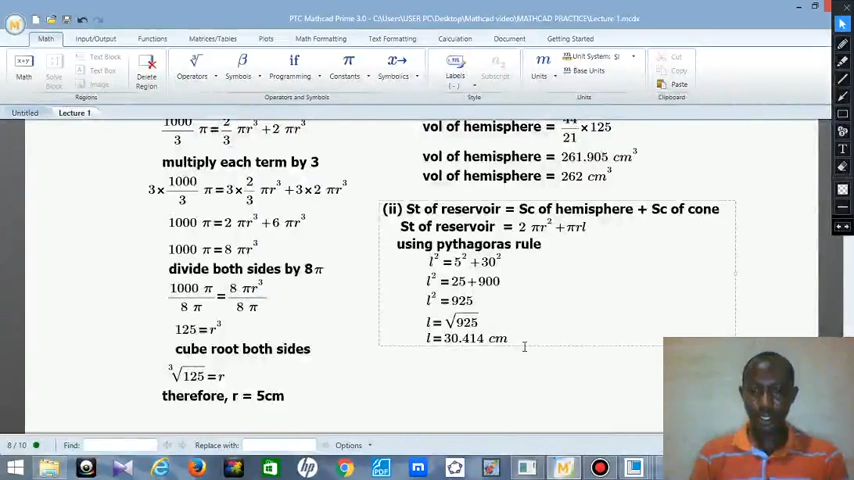 PTC Mathcad Prime 3.0 - C:\Users\USER PC\Desktop\Mathcad video\MATHCAD PRACTICE\Lecture 1.mcdx
Math Input/Output Functions Matrices/Tables Plots Math Formatting Text Formatting Calculation Document Getting Started
Math
Solve Block
Text Block
Text Box
Image
Delete Region
Operators
Symbols
Programming
Constants
Symbolics
Labels
(-)
Subscript
Units
Unit System: SI
Base Units
Cut
Copy
Paste
Regions
Operators and Symbols
Style
Units
Clipboard
Untitled Lecture 1
1000/3 π = 2/3 πr³ + 2 πr³
multiply each term by 3
3 × 1000/3 π = 3 × 2/3 πr³ + 3 × 2 πr³
1000 π = 2 πr³ + 6 πr³
1000 π = 8 πr³
divide both sides by 8π
1000 π/8 π = 8 πr³/8 π
125 = r³
cube root both sides
³√125 = r
therefore, r = 5cm
vol of hemisphere = 44/21 × 125
vol of hemisphere = 261.905 cm³
vol of hemisphere = 262 cm³
(ii) St of reservoir = Sc of hemisphere + Sc of cone
St of reservoir = 2 πr² + πrl
using pythagoras rule
l² = 5² + 30²
l² = 25 + 900
l² = 925
l = √925
l = 30.414 cm
8 / 10
Find:
Replace with:
Options